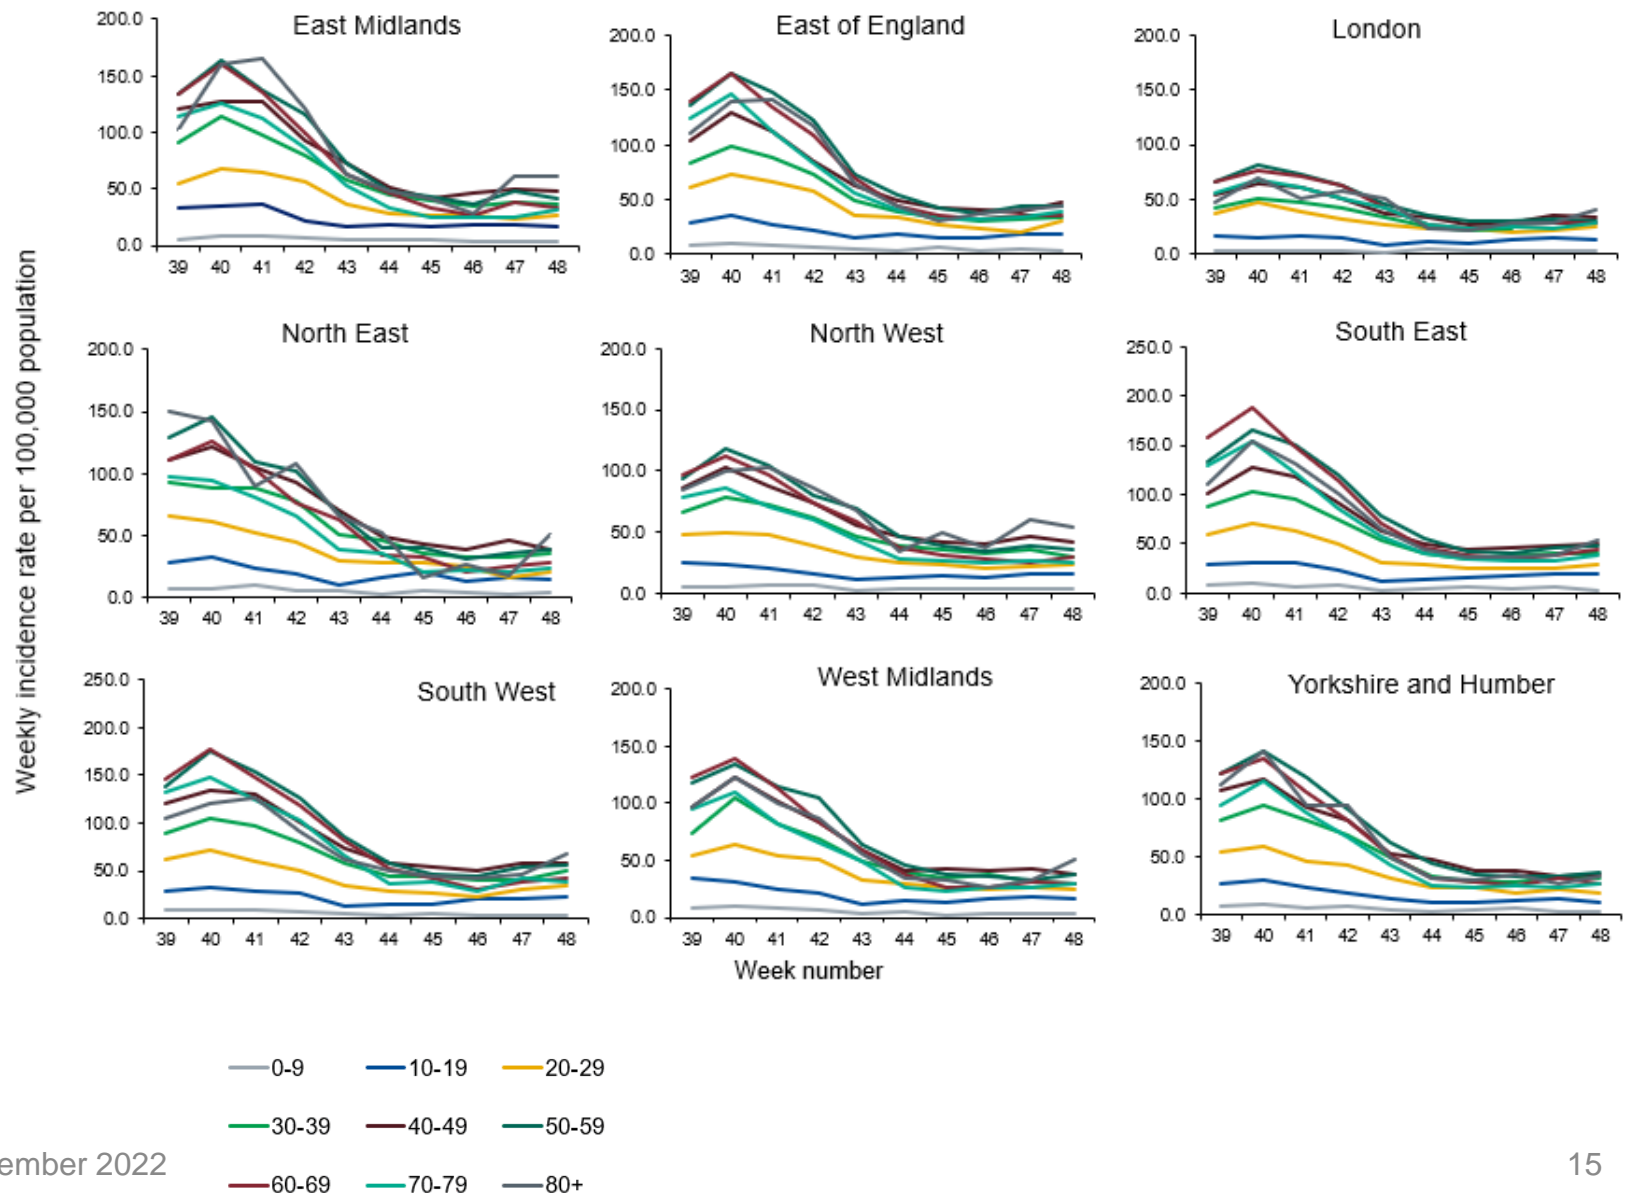 East Midlands
200.0
150.0
100.0
50.0
0.0
39 40 41 42 43 44 45 46 47 48
East of England
200.0
150.0
100.0
50.0
0.0
39 40 41 42 43 44 45 46 47 48
London
200.0
150.0
100.0
50.0
0.0
39 40 41 42 43 44 45 46 47 48
Weekly incidence rate per 100,000 population
North East
200.0
150.0
100.0
50.0
0.0
39 40 41 42 43 44 45 46 47 48
North West
200.0
150.0
100.0
50.0
0.0
39 40 41 42 43 44 45 46 47 48
South East
250.0
200.0
150.0
100.0
50.0
0.0
39 40 41 42 43 44 45 46 47 48
South West
250.0
200.0
150.0
100.0
50.0
0.0
39 40 41 42 43 44 45 46 47 48
West Midlands
200.0
150.0
100.0
50.0
0.0
39 40 41 42 43 44 45 46 47 48
Yorkshire and Humber
200.0
150.0
100.0
50.0
0.0
39 40 41 42 43 44 45 46 47 48
Week number
0-9 10-19 20-29
30-39 40-49 50-59
60-69 70-79 80+
ember 2022
15